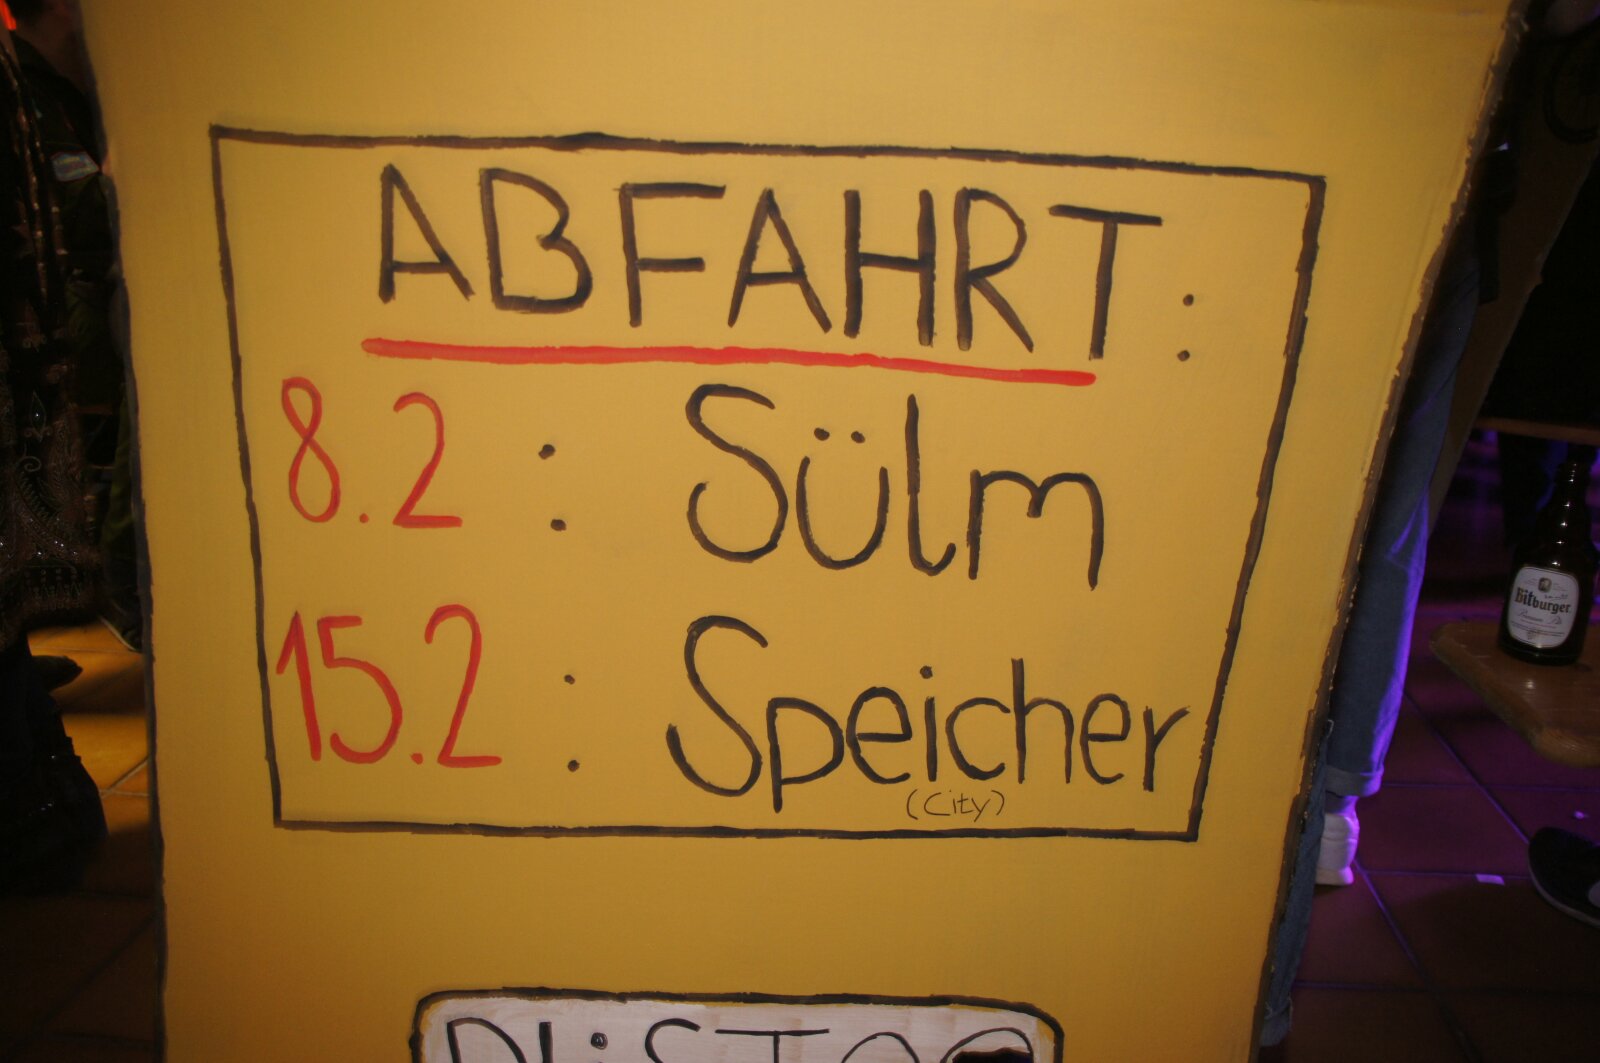 ABFAHRT:
8.2 : Sülm
15.2 : Speicher
(City)
Bitburger